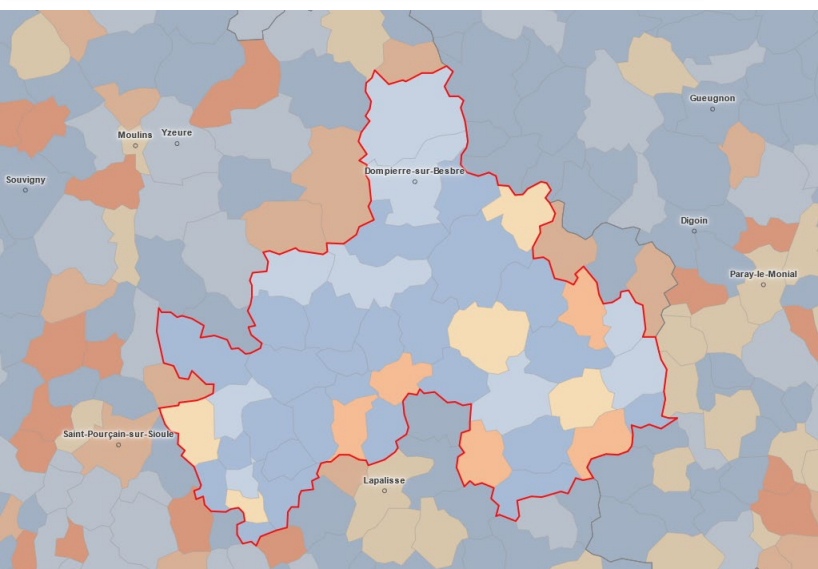 Gueugnon
Moulins
Yzeure
Dompierre-sur-Besbre
Souvigny
Digoin
Paray-le-Monial
Saint-Pourçain-sur-Sioule
Lapalisse